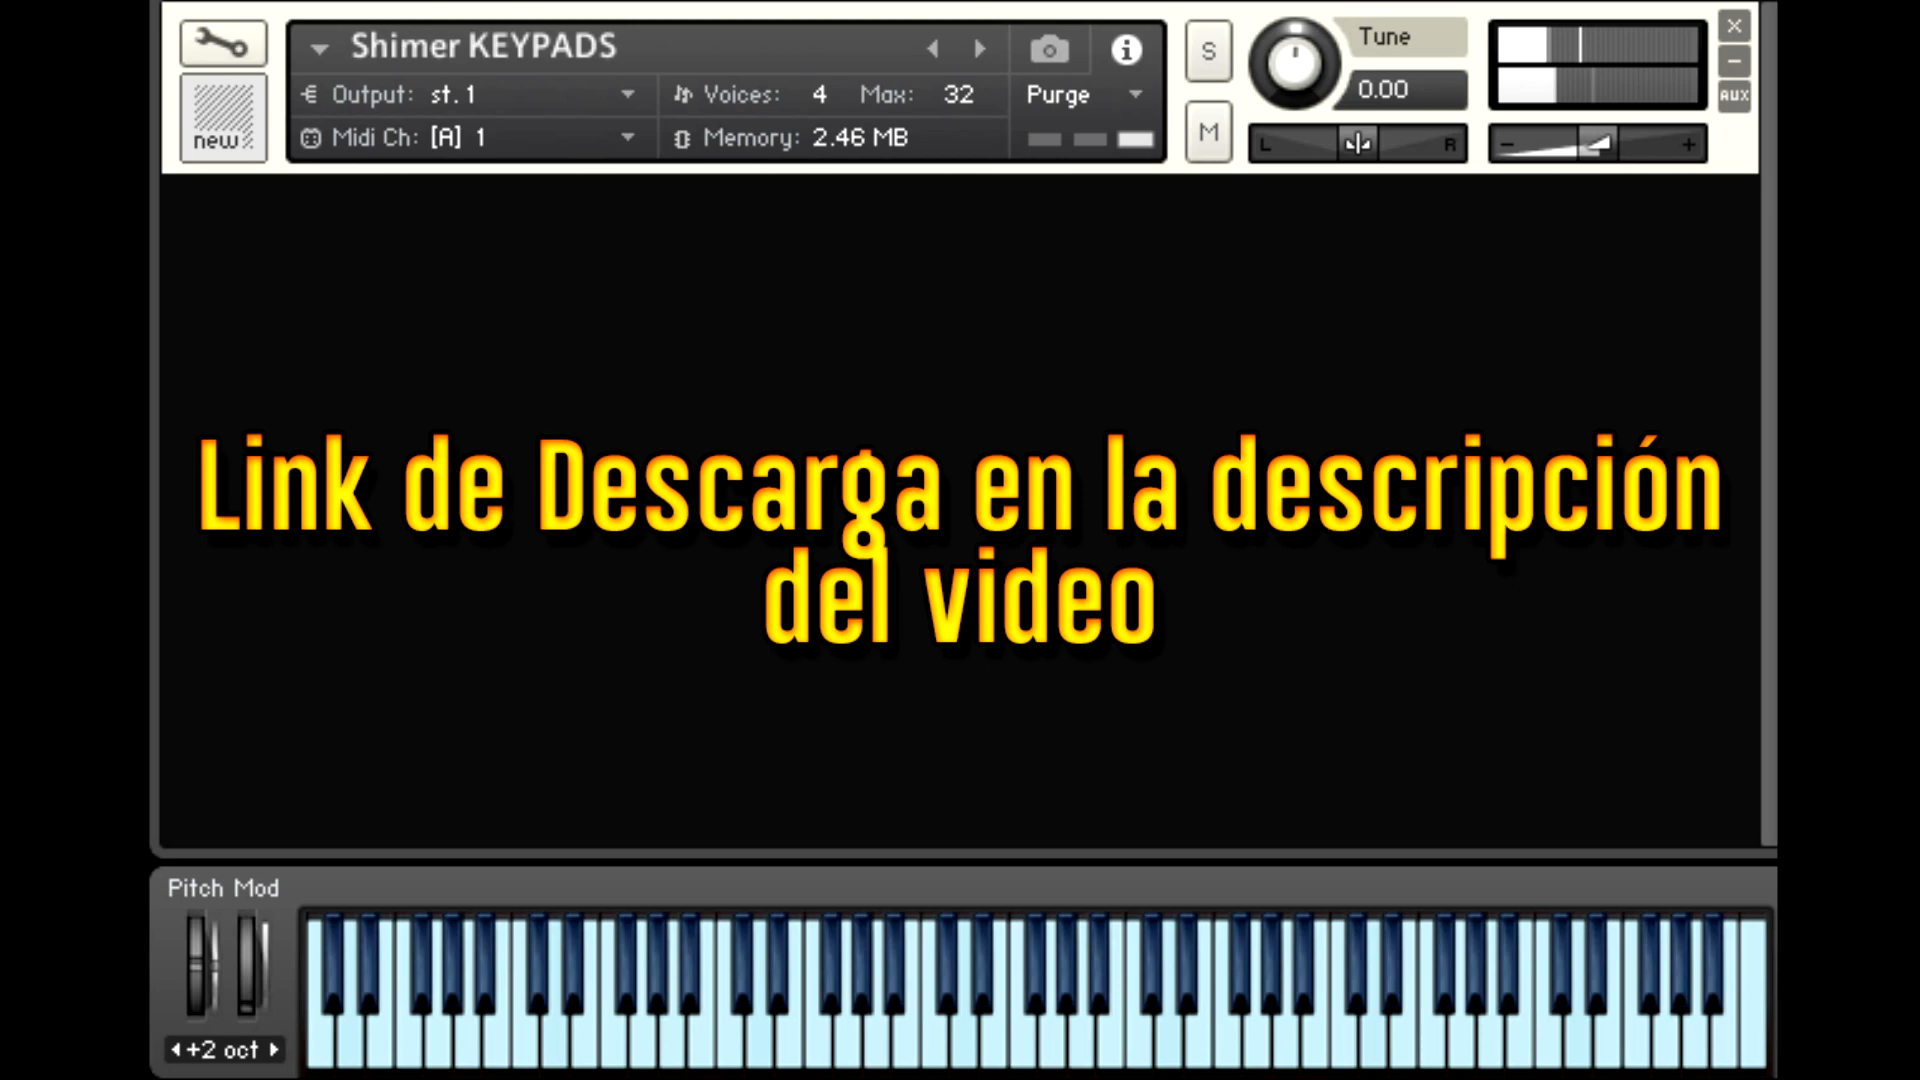 Shimer KEYPADS
Output: st.1
Voices: 4 Max: 32
Purge
new
Midi Ch: [A] 1
Memory: 2.46 MB
S
M
Tune
0.00
L
R
-
+
x
-
AUX
Link de Descarga en la descripción
del video
Pitch Mod
+2 oct